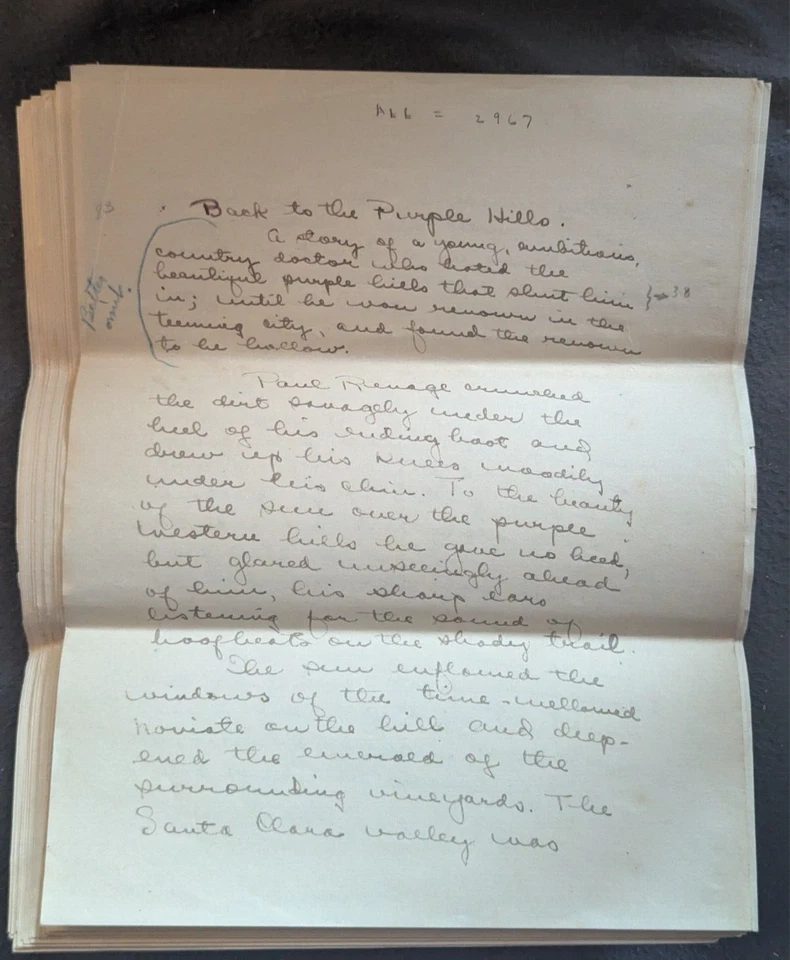 ALL = 2967
93
Back to the Purple Hills.
A story of a young, ambitious,
country doctor who hated the
beautiful purple hills that shut him
in; until he won renown in the
teeming city, and found the renown
to be hollow.
38
Better
omit.
Paul crunched
the dirt savagely under the
heel of his riding boot and
drew up his knees moodily
under his chin. To the beauty
of the sun over the purple
western hills he gave no heed,
but glared unseeingly ahead
of him, his sharp ears
listening for the sound of
hoofbeats on the shady trail.
The sun enflamed the
windows of the time-mellowed
noviate on the hill and deep-
ened the emerald of the
surrounding vineyards. The
Santa Clara valley was